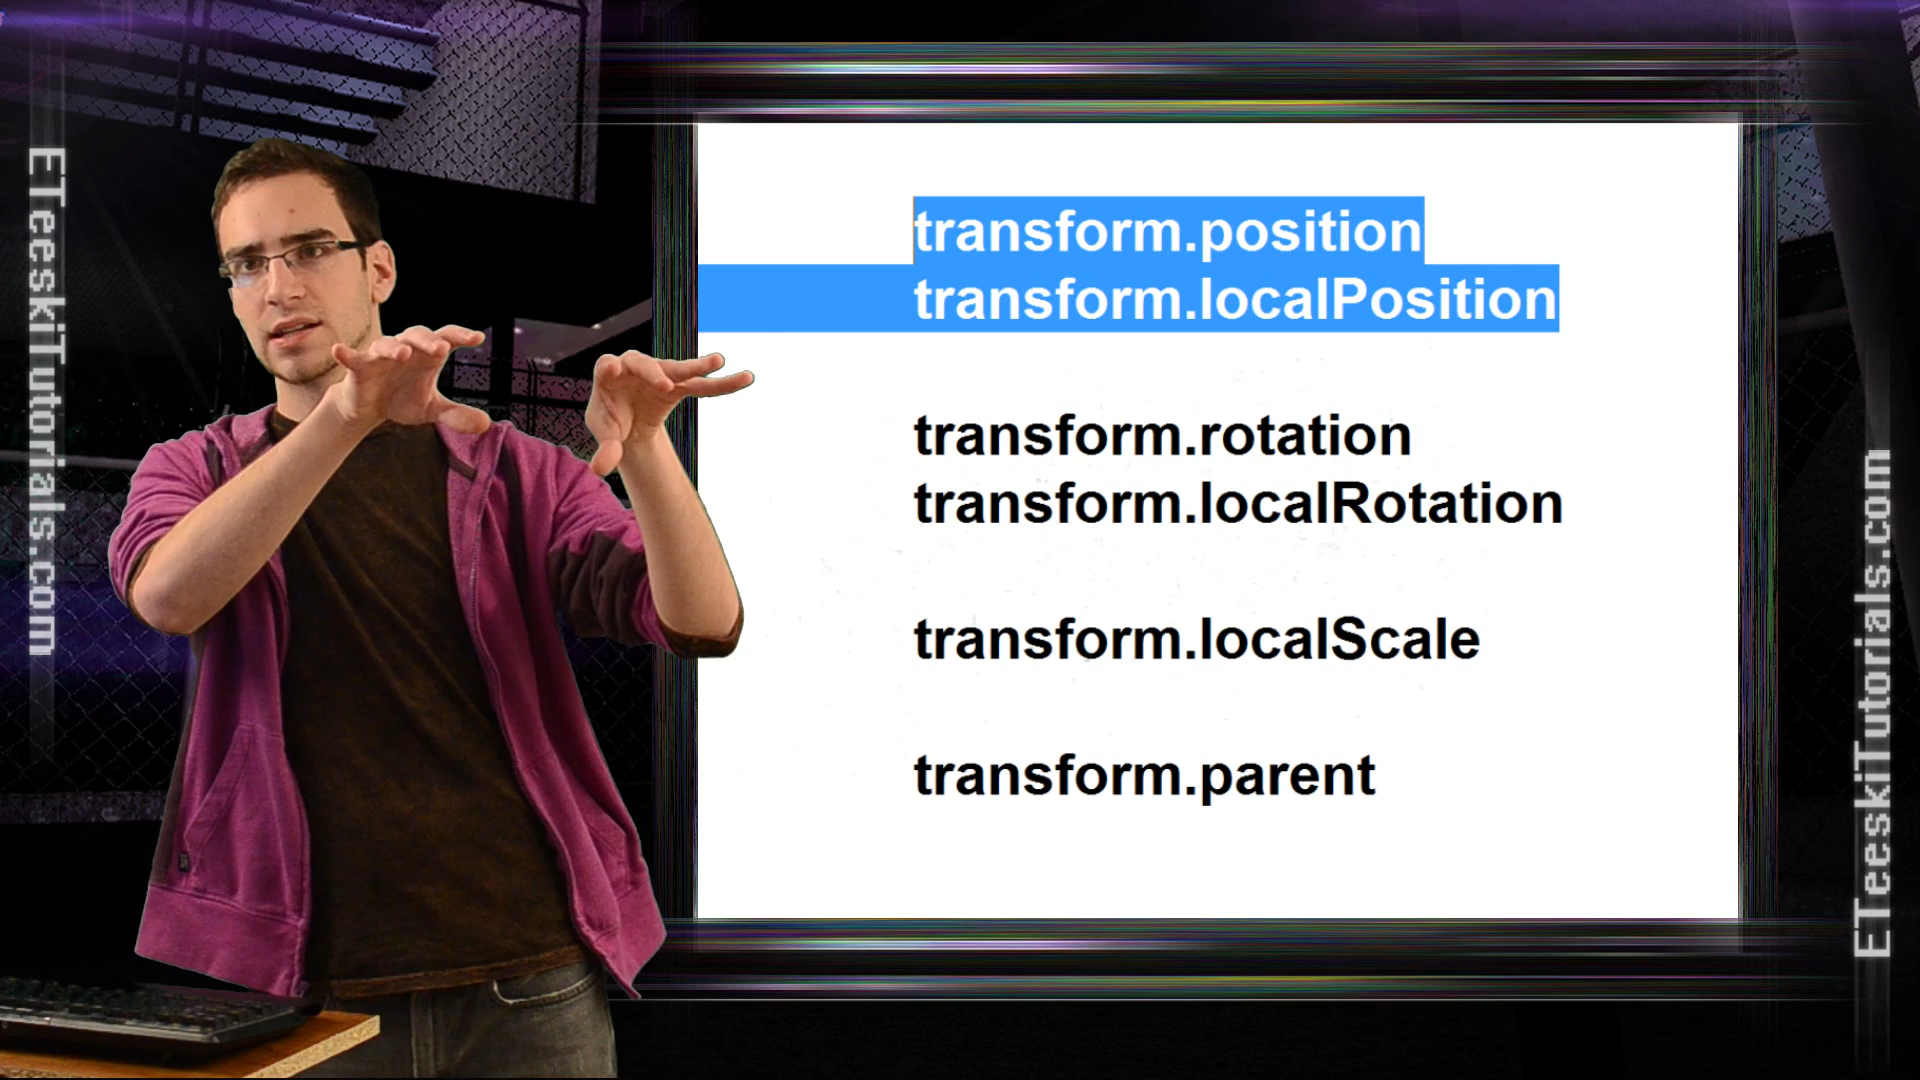 ETeeskiTutorials.com
transform.position
transform.localPosition
transform.rotation
transform.localRotation
transform.localScale
transform.parent
ETeeskiTutorials.com